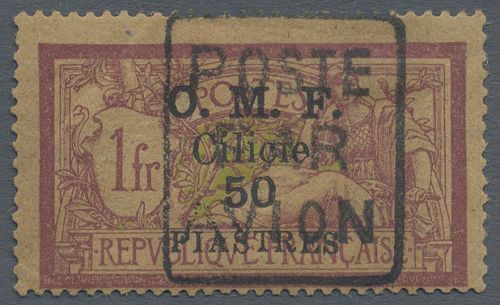 POSTE
POSTES
O. M. F.
Cilicie
PAR
1fr
50
AVION
PIASTRES
REPUBLIQUE FRANÇAISE